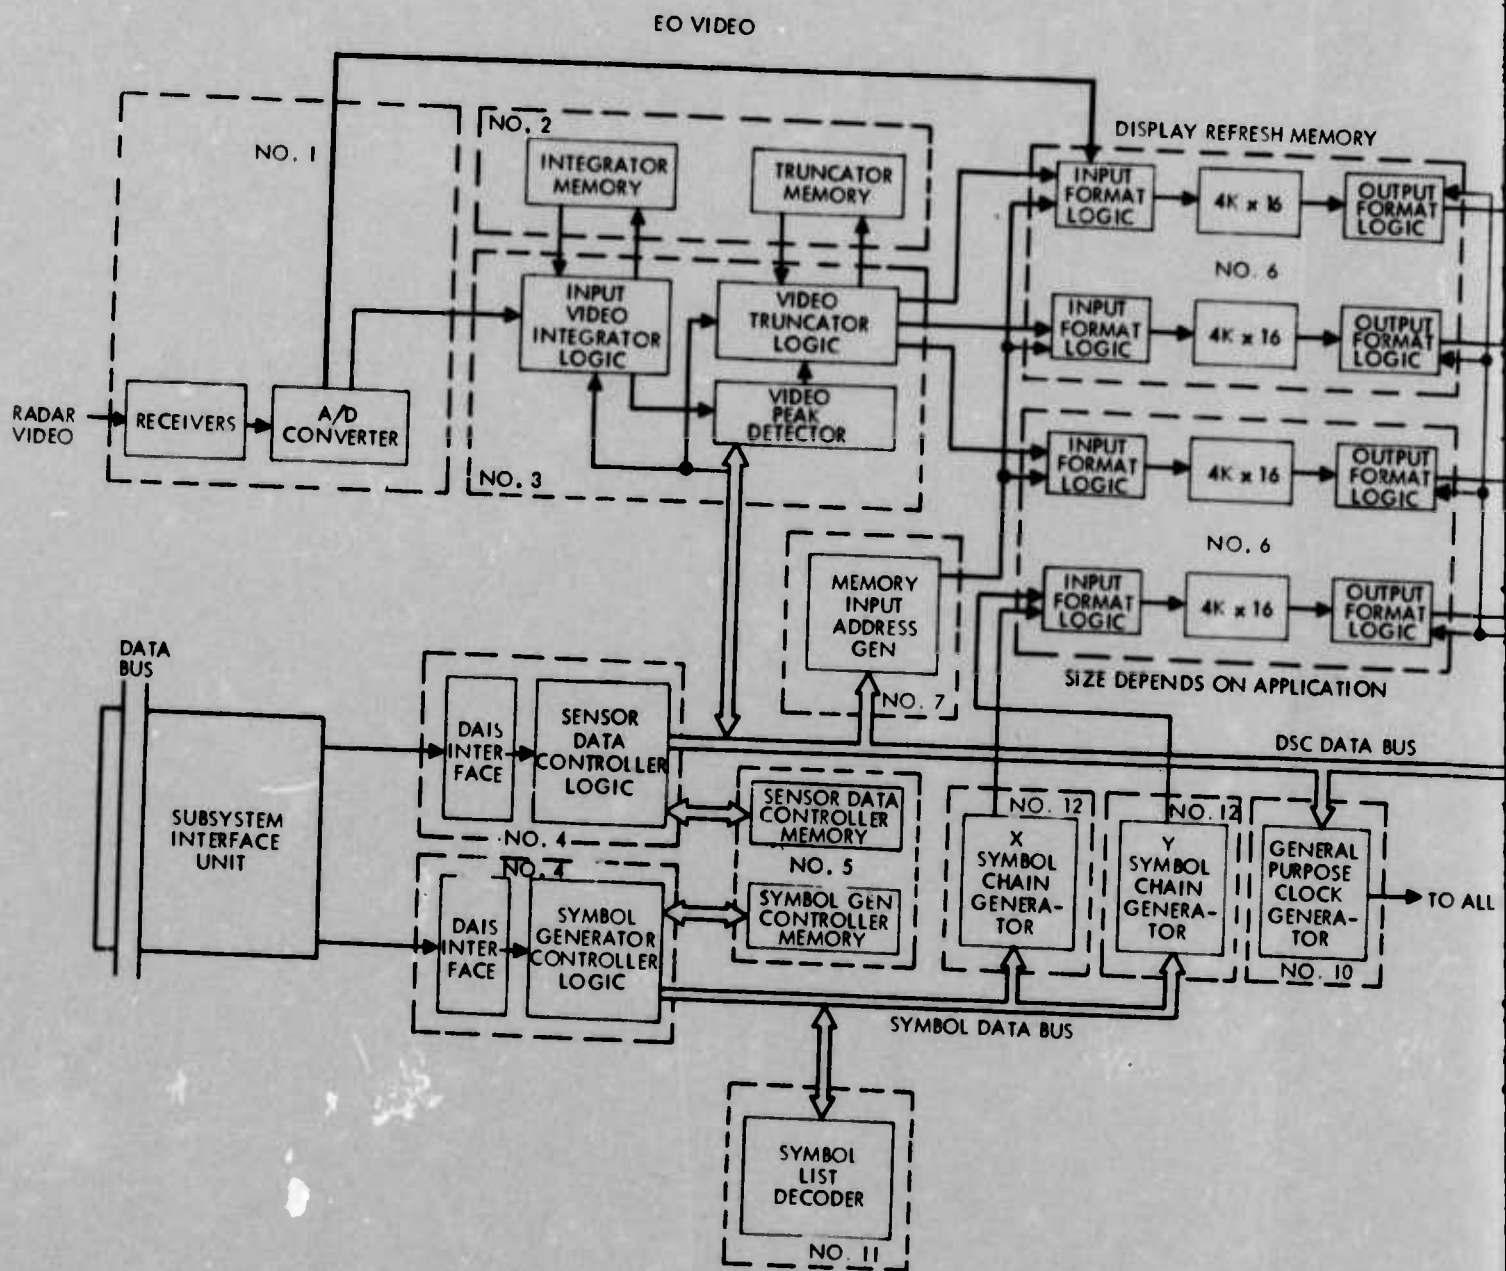 EO VIDEO
NO. 1
NO. 2
INTEGRATOR
MEMORY
TRUNCATOR
MEMORY
DISPLAY REFRESH MEMORY
INPUT
FORMAT
LOGIC
4K x 16
OUTPUT
FORMAT
LOGIC
NO. 6
INPUT
VIDEO
INTEGRATOR
LOGIC
VIDEO
TRUNCATOR
LOGIC
INPUT
FORMAT
LOGIC
4K x 16
OUTPUT
FORMAT
LOGIC
RADAR
VIDEO
RECEIVERS
A/D
CONVERTER
VIDEO
PEAK
DETECTOR
NO. 3
INPUT
FORMAT
LOGIC
4K x 16
OUTPUT
FORMAT
LOGIC
NO. 6
MEMORY
INPUT
ADDRESS
GEN
NO. 7
INPUT
FORMAT
LOGIC
4K x 16
OUTPUT
FORMAT
LOGIC
SIZE DEPENDS ON APPLICATION
DATA
BUS
SUBSYSTEM
INTERFACE
UNIT
DAIS
INTER
FACE
SENSOR
DATA
CONTROLLER
LOGIC
NO. 4
DSC DATA BUS
SENSOR DATA
CONTROLLER
MEMORY
NO. 5
SYMBOL GEN
CONTROLLER
MEMORY
NO. 4
DAIS
INTER
FACE
SYMBOL
GENERATOR
CONTROLLER
LOGIC
NO. 12
X
SYMBOL
CHAIN
GENERA-
TOR
NO. 12
Y
SYMBOL
CHAIN
GENERA-
TOR
GENERAL
PURPOSE
CLOCK
GENERA-
TOR
NO. 10
TO ALL
SYMBOL DATA BUS
SYMBOL
LIST
DECODER
NO. 11